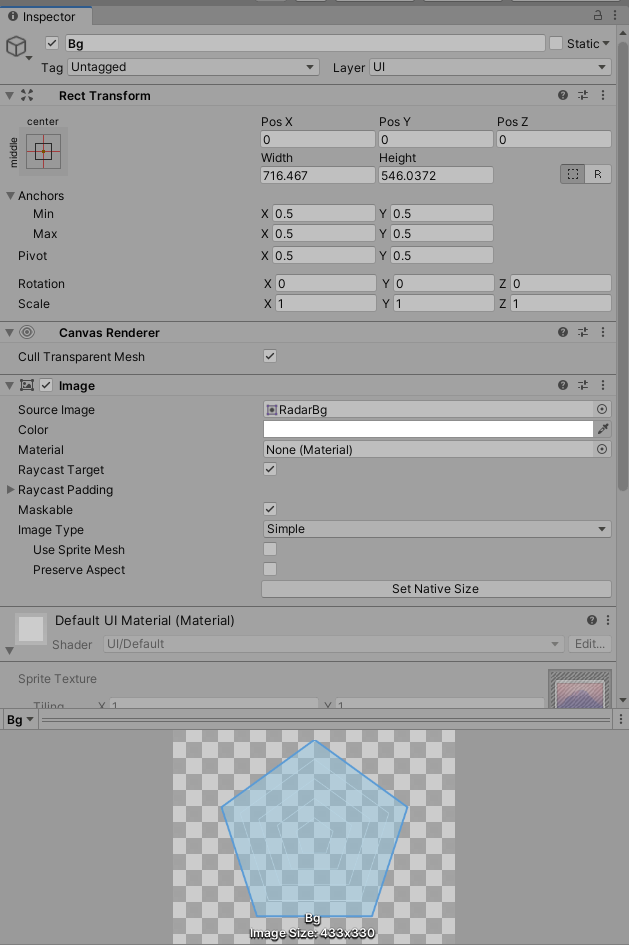 Inspector
Bg
Static
Tag Untagged Layer UI
Rect Transform
center
middle
Pos X Pos Y Pos Z
0 0 0
Width Height
716.467 546.0372 R
Anchors
Min X 0.5 Y 0.5
Max X 0.5 Y 0.5
Pivot X 0.5 Y 0.5
Rotation X 0 Y 0 Z 0
Scale X 1 Y 1 Z 1
Canvas Renderer
Cull Transparent Mesh
Image
Source Image RadarBg
Color
Material None (Material)
Raycast Target
Raycast Padding
Maskable
Image Type Simple
Use Sprite Mesh
Preserve Aspect
Set Native Size
Default UI Material (Material)
Shader UI/Default Edit...
Sprite Texture
Tiling X 1 Y 1
Bg
Bg
Image Size: 433x330